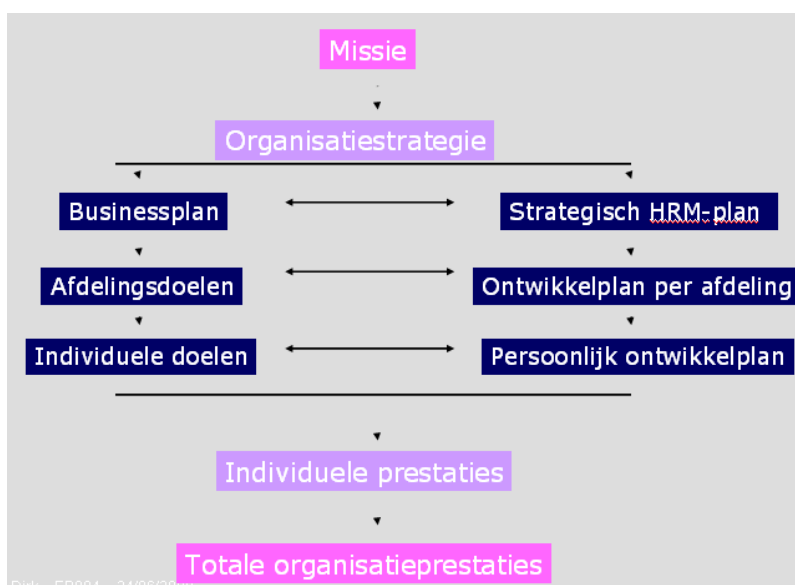 Missie
Organisatiestrategie
Businessplan
Strategisch HRM-plan
Afdelingsdoelen
Ontwikkelplan per afdeling
Individuele doelen
Persoonlijk ontwikkelplan
Individuele prestaties
Totale organisatieprestaties